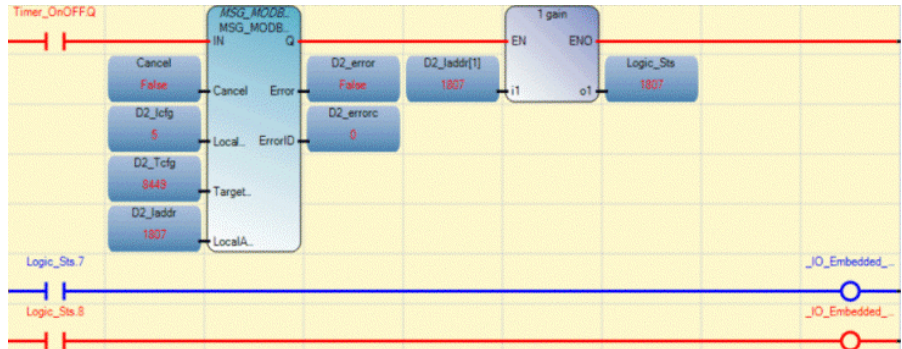 Timer_OnOFF.Q
MSG_MODB..
MSG_MODB..
IN Q
1 gain
EN ENO
Cancel
False
Cancel Error
D2_error
False
D2_laddr[1]
1807
i1 o1
Logic_Sts
1807
D2_lcfg
5
Local.. ErrorID
D2_errorc
0
D2_Tcfg
8449
Target..
D2_laddr
1807
LocalA..
Logic_Sts.7
_IO_Embedded_...
Logic_Sts.8
_IO_Embedded_...